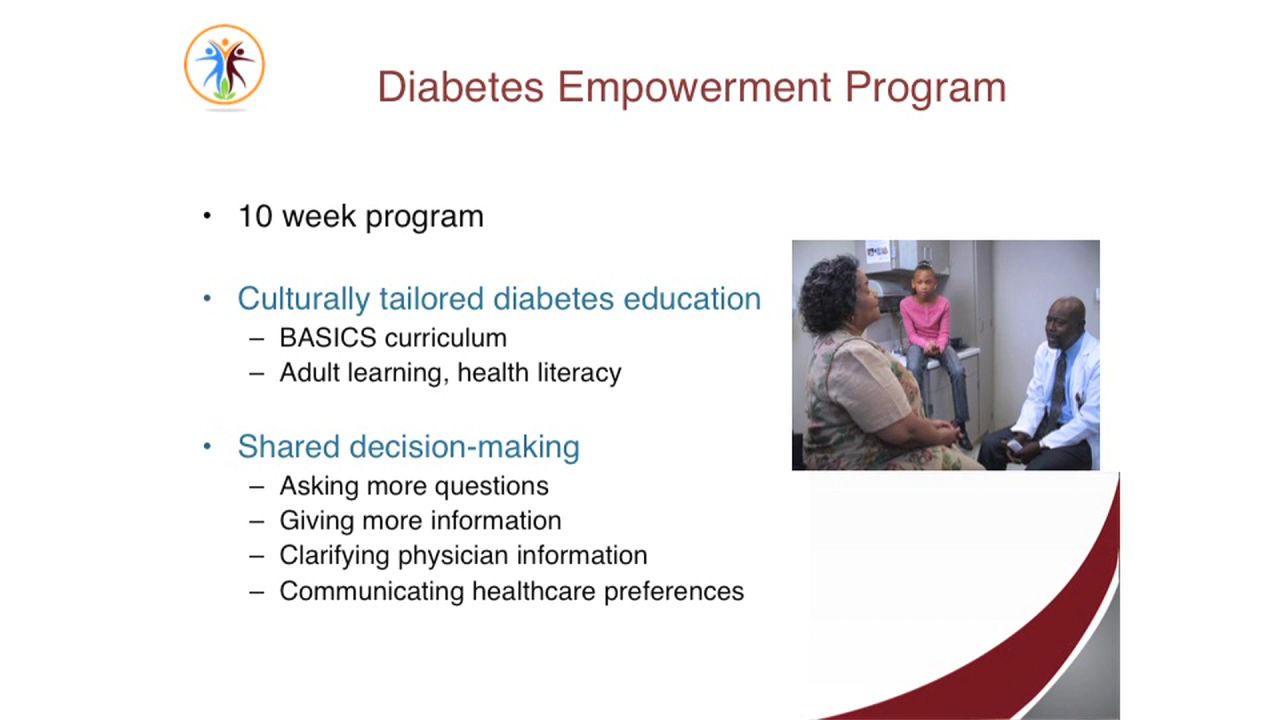 Diabetes Empowerment Program
• 10 week program
• Culturally tailored diabetes education
– BASICS curriculum
– Adult learning, health literacy
• Shared decision-making
– Asking more questions
– Giving more information
– Clarifying physician information
– Communicating healthcare preferences